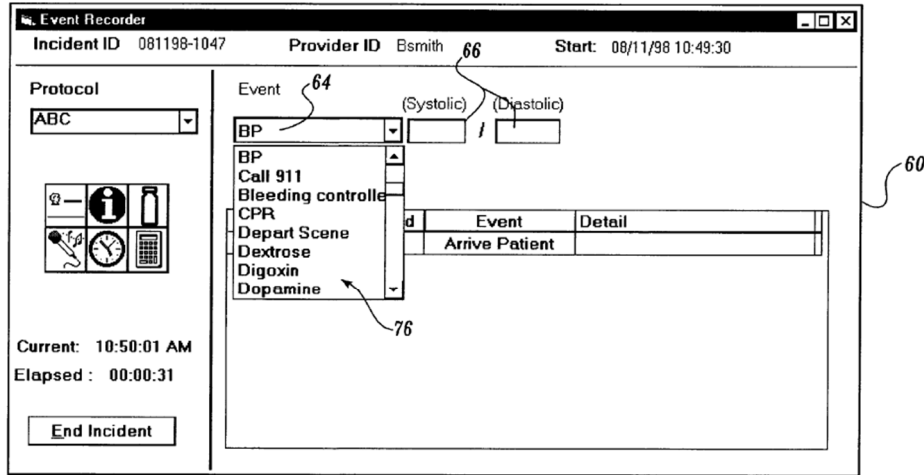 Event Recorder
Incident ID 081198-1047 Provider ID Bsmith Start: 08/11/98 10:49:30
66
Protocol
Event 64
(Systolic) (Diastolic)
ABC
BP /
60
BP
Call 911
Bleeding controlle
CPR
d Event Detail
Depart Scene
Arrive Patient
Dextrose
Digoxin
Dopamine
76
Current: 10:50:01 AM
Elapsed : 00:00:31
End Incident